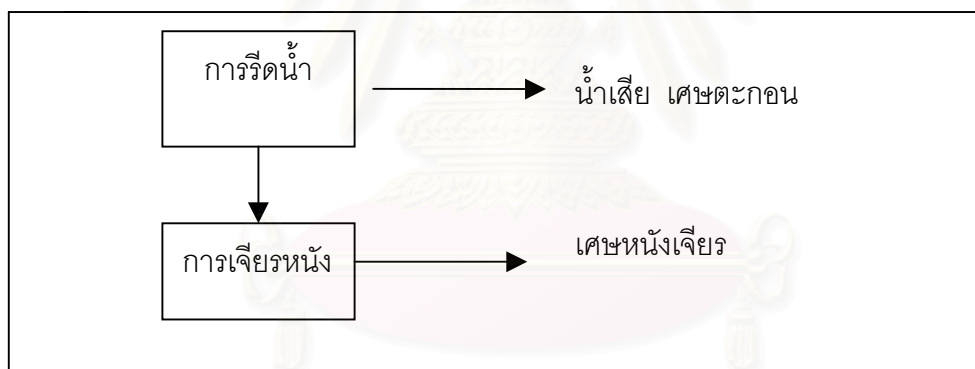 การรีดน้ำ
น้ำเสีย เศษตะกอน
การเจียรหนัง
เศษหนังเจียร